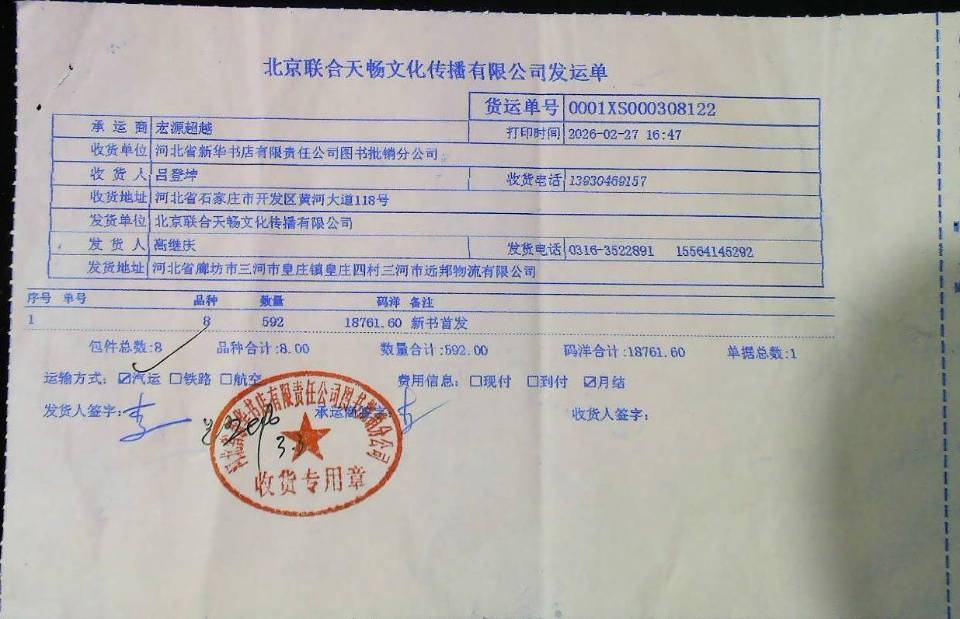 北京联合天畅文化传播有限公司发运单
货运单号 0001XS000308122
承运商 宏源超越 打印时间 2026-02-27 16:47
收货单位 河北省新华书店有限责任公司图书批销分公司
收货人 吕登坤 收货电话 13930469157
收货地址 河北省石家庄市开发区黄河大道118号
发货单位 北京联合天畅文化传播有限公司
发货人 高继庆 发货电话 0316-3522891 15564145292
发货地址 河北省廊坊市三河市皇庄镇皇庄四村三河市远邦物流有限公司
序号 单号 品种 数量 码洋 备注
1 8 592 18761.60 新书首发
包件总数:8 品种合计:8.00 数量合计:592.00 码洋合计:18761.60 单据总数:1
运输方式: ☑汽运 □铁路 □航空 费用信息: □现付 □到付 ☑月结
发货人签字: 承运商签字: 收货人签字:
收货专用章